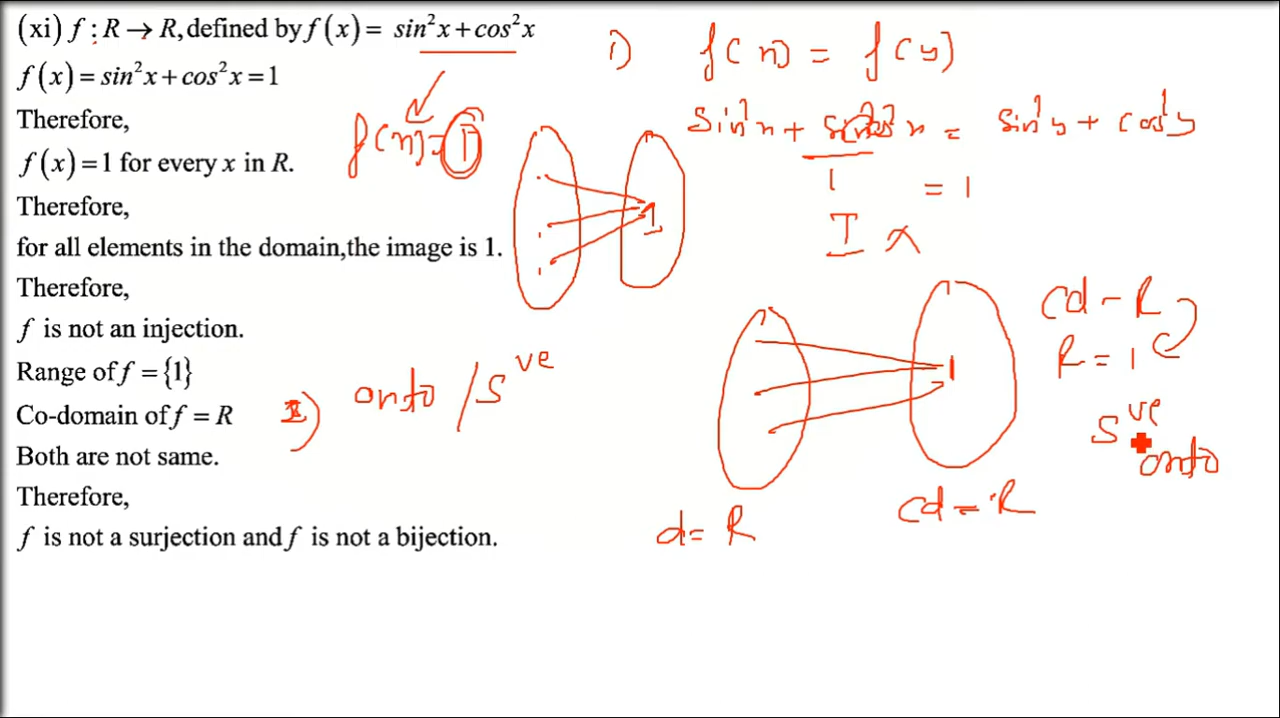 (xi) f : R → R, defined by f(x) = sin²x + cos²x
f(x) = sin²x + cos²x = 1
Therefore,
f(x) = 1 for every x in R.
Therefore,
for all elements in the domain,the image is 1.
Therefore,
f is not an injection.
Range of f = {1}
Co-domain of f = R
Both are not same.
Therefore,
f is not a surjection and f is not a bijection.
f(x) = 1
1
i) f(x) = f(y)
sin²x + cos²x = sin²y + cos²y
1 = 1
I x
onto / S^ve
1
d = R
Cd = R
Cd – R
R = 1
S^ve
onto